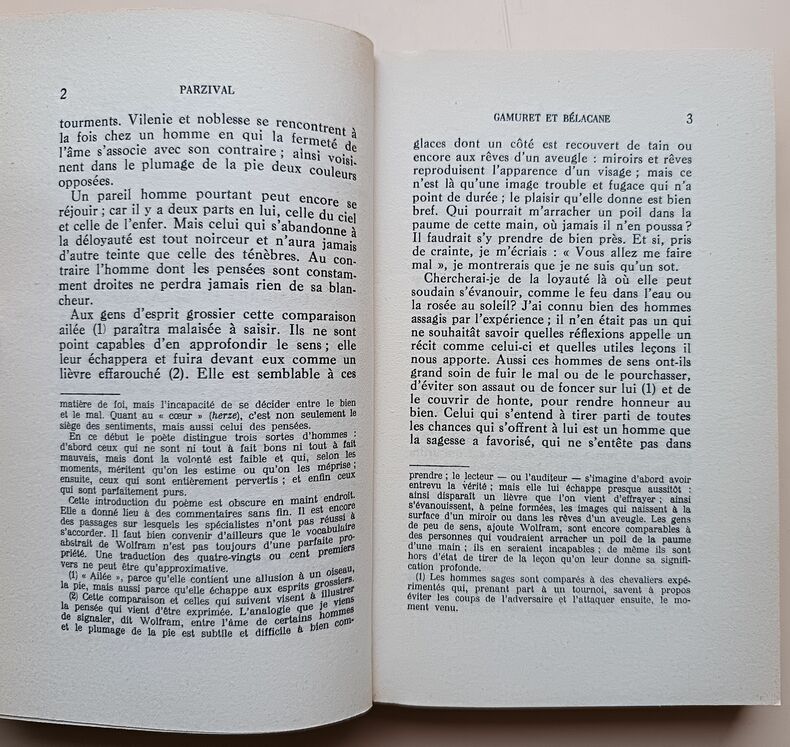 2
PARZIVAL
tourments. Vilenie et noblesse se rencontrent à
la fois chez un homme en qui la fermeté de
l'âme s'associe avec son contraire ; ainsi voisi-
nent dans le plumage de la pie deux couleurs
opposées.
Un pareil homme pourtant peut encore se
réjouir ; car il y a deux parts en lui, celle du ciel
et celle de l'enfer. Mais celui qui s'abandonne à
la déloyauté est tout noirceur et n'aura jamais
d'autre teinte que celle des ténèbres. Au con-
traire l'homme dont les pensées sont constam-
ment droites ne perdra jamais rien de sa blan-
cheur.
Aux gens d'esprit grossier cette comparaison
ailée (1) paraîtra malaisée à saisir. Ils ne sont
point capables d'en approfondir le sens ; elle
leur échappera et fuira devant eux comme un
lièvre effarouché (2). Elle est semblable à ces
matière de foi, mais l'incapacité de se décider entre le bien
et le mal. Quant au « cœur » (herze), c'est non seulement le
siège des sentiments, mais aussi celui des pensées.
En ce début le poète distingue trois sortes d'hommes :
d'abord ceux qui ne sont ni tout à fait bons ni tout à fait
mauvais, mais dont la volonté est faible et qui, selon les
moments, méritent qu'on les estime ou qu'on les méprise ;
ensuite, ceux qui sont entièrement pervertis ; et enfin ceux
qui sont parfaitement purs.
Cette introduction du poème est obscure en maint endroit.
Elle a donné lieu à des commentaires sans fin. Il est encore
des passages sur lesquels les spécialistes n'ont pas réussi à
s'accorder. Il faut bien convenir d'ailleurs que le vocabulaire
abstrait de Wolfram n'est pas toujours d'une parfaite pro-
priété. Une traduction des quatre-vingts ou cent premiers
vers ne peut être qu'approximative.
(1) « Ailée », parce qu'elle contient une allusion à un oiseau,
la pie, mais aussi parce qu'elle échappe aux esprits grossiers.
(2) Cette comparaison et celles qui suivent visent à illustrer
la pensée qui vient d'être exprimée. L'analogie que je viens
de signaler, dit Wolfram, entre l'âme de certains hommes
et le plumage de la pie est subtile et difficile à bien com-
GAMURET ET BÉLACANE
3
glaces dont un côté est recouvert de tain ou
encore aux rêves d'un aveugle : miroirs et rêves
reproduisent l'apparence d'un visage ; mais ce
n'est là qu'une image trouble et fugace qui n'a
point de durée ; le plaisir qu'elle donne est bien
bref. Qui pourrait m'arracher un poil dans la
paume de cette main, où jamais il n'en poussa ?
Il faudrait s'y prendre de bien près. Et si, pris
de crainte, je m'écriais : « Vous allez me faire
mal », je montrerais que je ne suis qu'un sot.
Chercherai-je de la loyauté là où elle peut
soudain s'évanouir, comme le feu dans l'eau ou
la rosée au soleil? J'ai connu bien des hommes
assagis par l'expérience ; il n'en était pas un qui
ne souhaitât savoir quelles réflexions appelle un
récit comme celui-ci et quelles utiles leçons il
nous apporte. Aussi ces hommes de sens ont-ils
grand soin de fuir le mal ou de le pourchasser,
d'éviter son assaut ou de foncer sur lui (1) et de
le couvrir de honte, pour rendre honneur au
bien. Celui qui s'entend à tirer parti de toutes
les chances qui s'offrent à lui est un homme que
la sagesse a favorisé, qui ne s'entête pas dans
prendre ; le lecteur — ou l'auditeur — s'imagine d'abord avoir
entrevu la vérité ; mais elle lui échappe presque aussitôt :
ainsi disparaît un lièvre que l'on vient d'effrayer ; ainsi
s'évanouissent, à peine formées, les images qui naissent à la
surface d'un miroir ou dans les rêves d'un aveugle. Les gens
de peu de sens, ajoute Wolfram, sont encore comparables à
des personnes qui voudraient arracher un poil de la paume
d'une main ; ils en seraient incapables ; de même ils sont
hors d'état de tirer de la leçon qu'on leur donne sa signifi-
cation profonde.
(1) Les hommes sages sont comparés à des chevaliers expé-
rimentés qui, prenant part à un tournoi, savent à propos
éviter les coups de l'adversaire et l'attaquer ensuite, le mo-
ment venu.